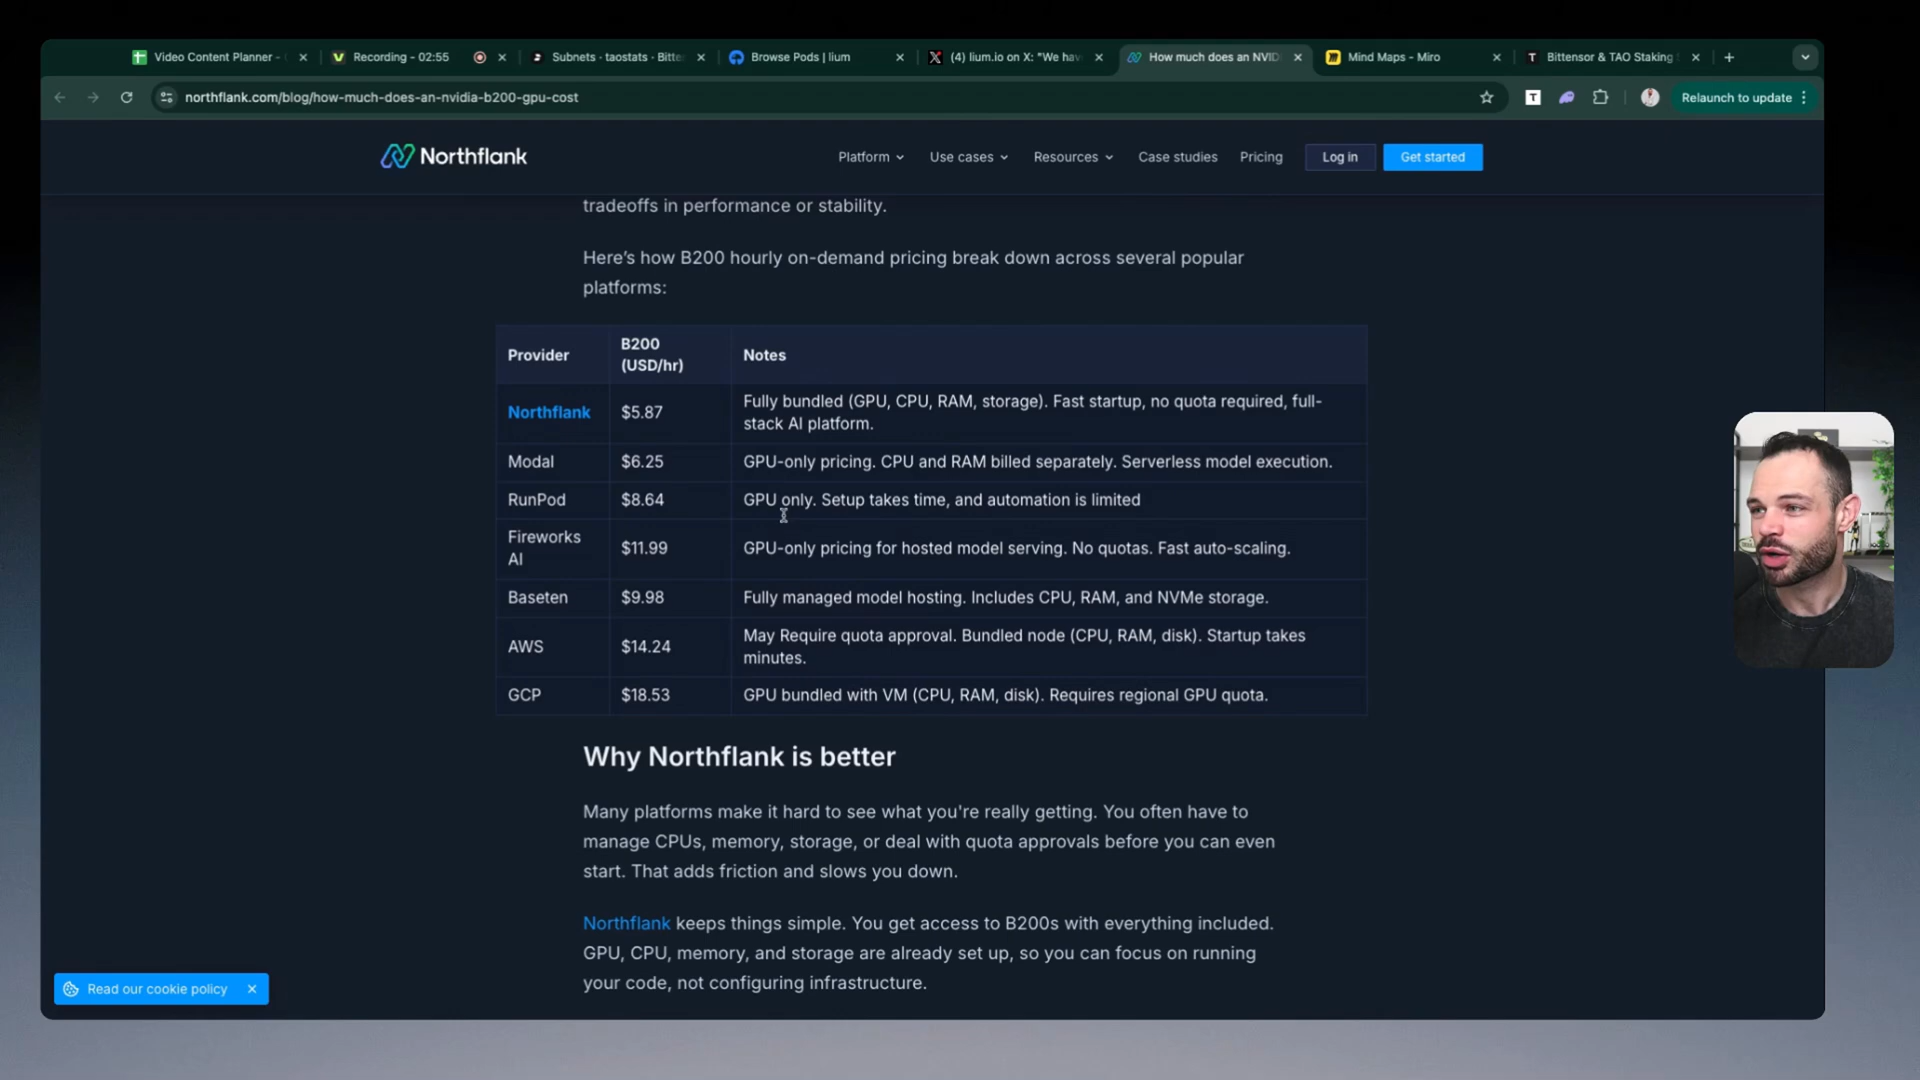 Video Content Planner -
Recording - 02:55
Subnets · taostats · Bitte
Browse Pods | lium
(4) lium.io on X: "We hav
How much does an NVID
Mind Maps - Miro
Bittensor & TAO Staking
northflank.com/blog/how-much-does-an-nvidia-b200-gpu-cost
Relaunch to update
Northflank
Platform
Use cases
Resources
Case studies
Pricing
Log in
Get started
tradeoffs in performance or stability.
Here's how B200 hourly on-demand pricing break down across several popular
platforms:
Provider
B200
(USD/hr)
Notes
Northflank
$5.87
Fully bundled (GPU, CPU, RAM, storage). Fast startup, no quota required, full-
stack AI platform.
Modal
$6.25
GPU-only pricing. CPU and RAM billed separately. Serverless model execution.
RunPod
$8.64
GPU only. Setup takes time, and automation is limited
Fireworks
AI
$11.99
GPU-only pricing for hosted model serving. No quotas. Fast auto-scaling.
Baseten
$9.98
Fully managed model hosting. Includes CPU, RAM, and NVMe storage.
AWS
$14.24
May Require quota approval. Bundled node (CPU, RAM, disk). Startup takes
minutes.
GCP
$18.53
GPU bundled with VM (CPU, RAM, disk). Requires regional GPU quota.
Why Northflank is better
Many platforms make it hard to see what you're really getting. You often have to
manage CPUs, memory, storage, or deal with quota approvals before you can even
start. That adds friction and slows you down.
Northflank keeps things simple. You get access to B200s with everything included.
GPU, CPU, memory, and storage are already set up, so you can focus on running
your code, not configuring infrastructure.
Read our cookie policy